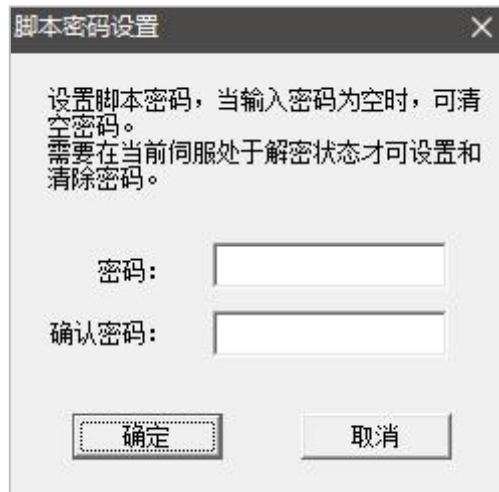 脚本密码设置
设置脚本密码，当输入密码为空时，可清
空密码。
需要在当前伺服处于解密状态才可设置和
清除密码。
密码：
确认密码：
确定
取消